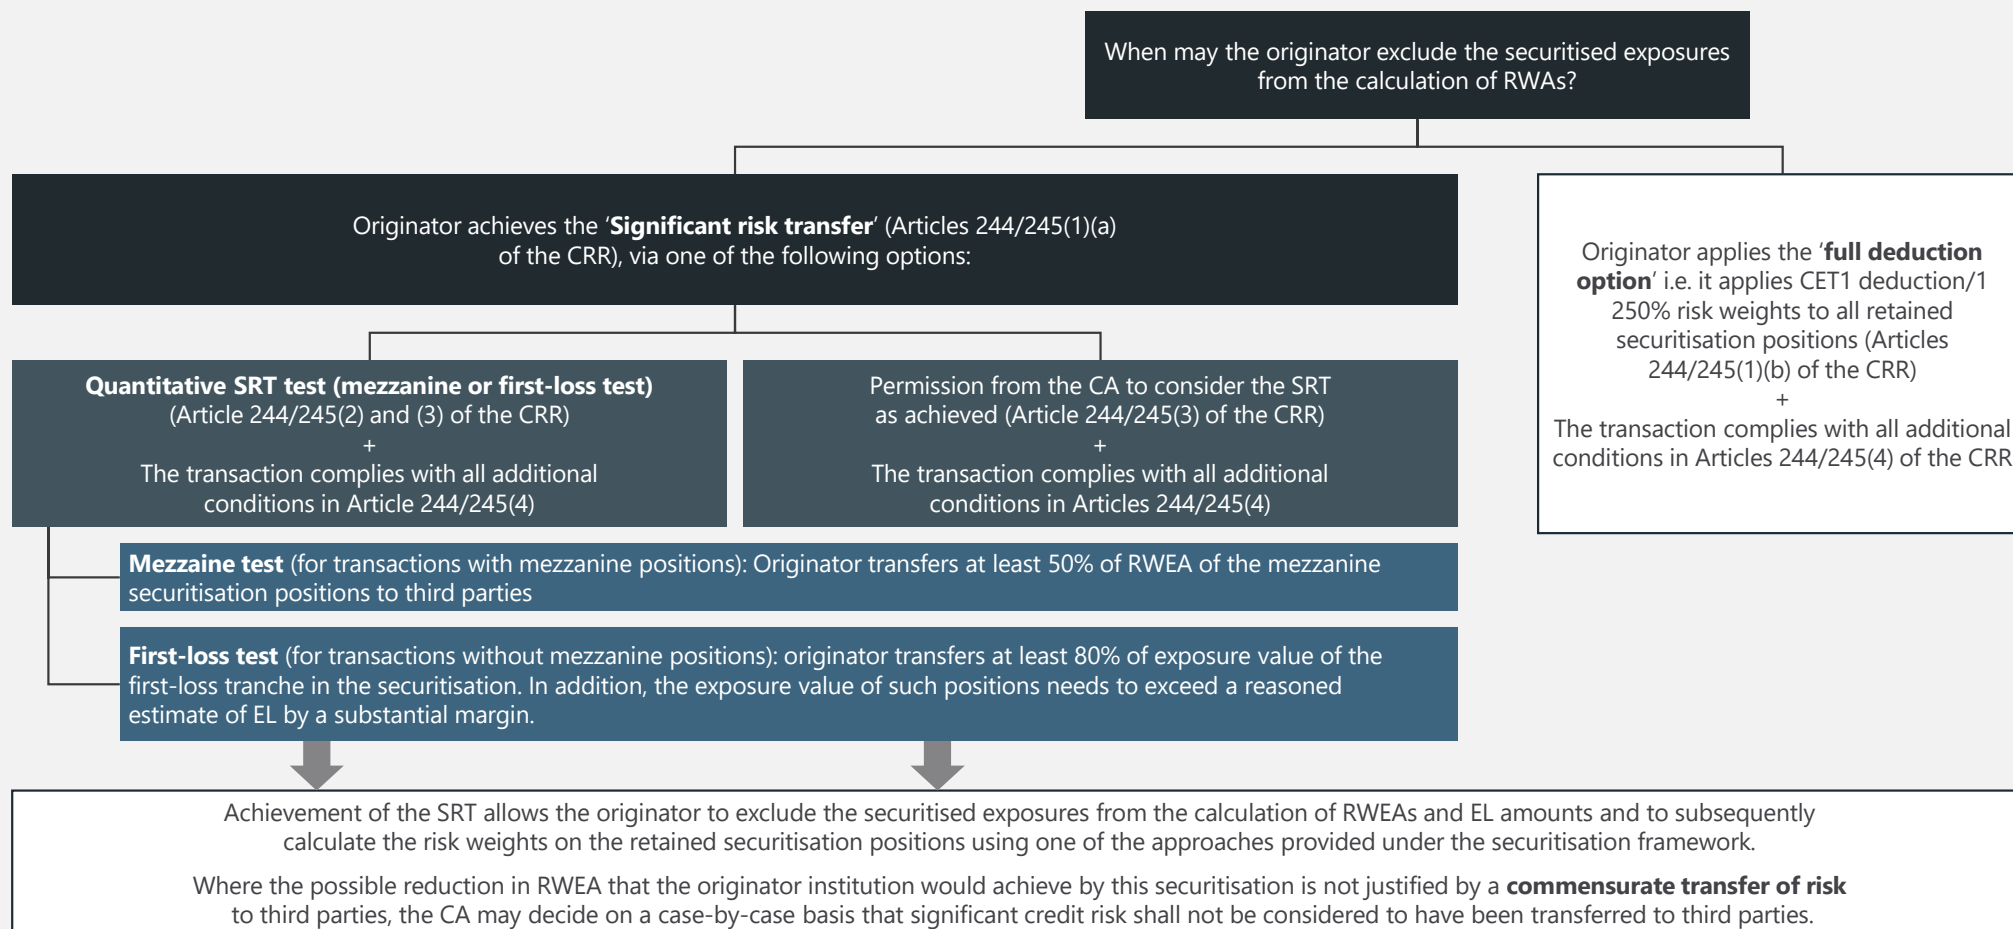 When may the originator exclude the securitised exposures
from the calculation of RWAs?
Originator achieves the ‘Significant risk transfer’ (Articles 244/245(1)(a)
of the CRR), via one of the following options:
Originator applies the ‘full deduction
option’ i.e. it applies CET1 deduction/1
250% risk weights to all retained
securitisation positions (Articles
244/245(1)(b) of the CRR)
+
The transaction complies with all additional
conditions in Articles 244/245(4) of the CRR
Quantitative SRT test (mezzanine or first-loss test)
(Article 244/245(2) and (3) of the CRR)
+
The transaction complies with all additional
conditions in Article 244/245(4)
Permission from the CA to consider the SRT
as achieved (Article 244/245(3) of the CRR)
+
The transaction complies with all additional
conditions in Articles 244/245(4)
Mezzaine test (for transactions with mezzanine positions): Originator transfers at least 50% of RWEA of the mezzanine
securitisation positions to third parties
First-loss test (for transactions without mezzanine positions): originator transfers at least 80% of exposure value of the
first-loss tranche in the securitisation. In addition, the exposure value of such positions needs to exceed a reasoned
estimate of EL by a substantial margin.
Achievement of the SRT allows the originator to exclude the securitised exposures from the calculation of RWEAs and EL amounts and to subsequently
calculate the risk weights on the retained securitisation positions using one of the approaches provided under the securitisation framework.
Where the possible reduction in RWEA that the originator institution would achieve by this securitisation is not justified by a commensurate transfer of risk
to third parties, the CA may decide on a case-by-case basis that significant credit risk shall not be considered to have been transferred to third parties.